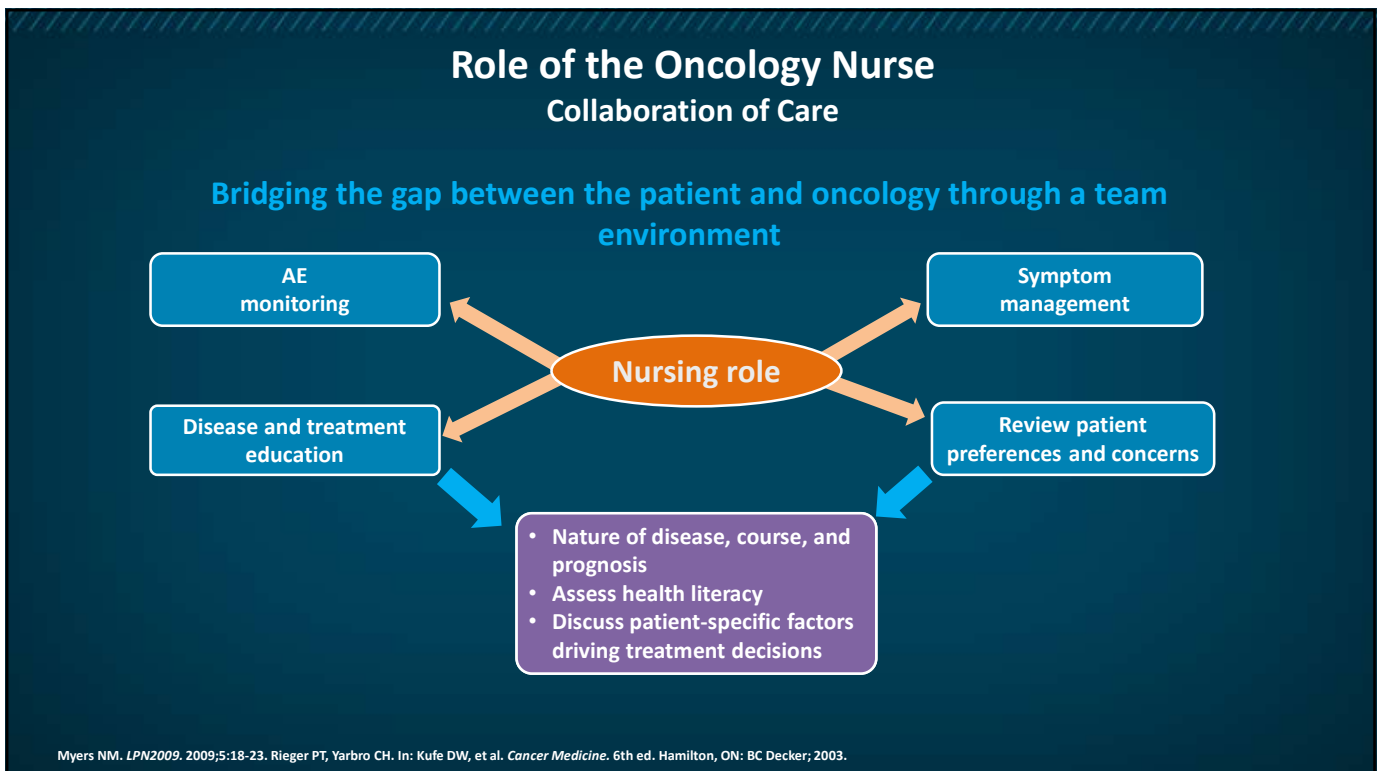 Role of the Oncology Nurse
Collaboration of Care
Bridging the gap between the patient and oncology through a team
environment
AE
monitoring
Symptom
management
Nursing role
Disease and treatment
education
Review patient
preferences and concerns
• Nature of disease, course, and
prognosis
• Assess health literacy
• Discuss patient-specific factors
driving treatment decisions
Myers NM. LPN2009. 2009;5:18-23. Rieger PT, Yarbro CH. In: Kufe DW, et al. Cancer Medicine. 6th ed. Hamilton, ON: BC Decker; 2003.